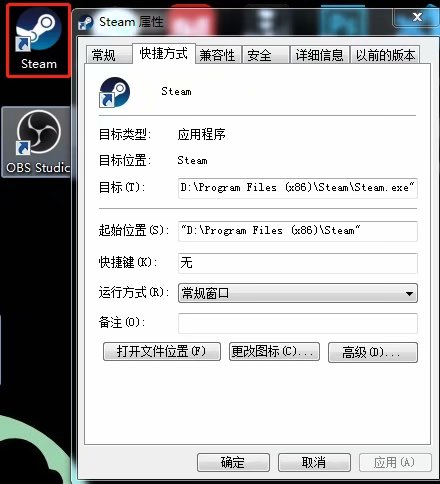 Steam 属性
Steam
OBS Studio
常规 快捷方式 兼容性 安全 详细信息 以前的版本
Steam
目标类型: 应用程序
目标位置: Steam
目标(T): D:\Program Files (x86)\Steam\Steam.exe"
起始位置(S): "D:\Program Files (x86)\Steam"
快捷键(K): 无
运行方式(R): 常规窗口
备注(O):
打开文件位置(F) 更改图标(C)... 高级(D)...
确定 取消 应用(A)